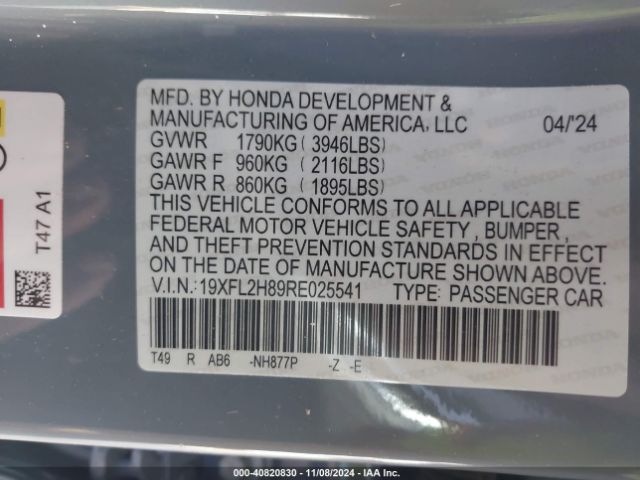 MFD. BY HONDA DEVELOPMENT &
MANUFACTURING OF AMERICA, LLC 04/'24
GVWR 1790KG ( 3946LBS)
GAWR F 960KG ( 2116LBS)
GAWR R 860KG ( 1895LBS)
THIS VEHICLE CONFORMS TO ALL APPLICABLE
FEDERAL MOTOR VEHICLE SAFETY , BUMPER ,
AND THEFT PREVENTION STANDARDS IN EFFECT
ON THE DATE OF MANUFACTURE SHOWN ABOVE.
V.I.N.:19XFL2H89RE025541 TYPE: PASSENGER CAR
T49 R AB6 -NH877P -Z -E
T47 A1
000-40820830 - 11/08/2024 - IAAI.COM